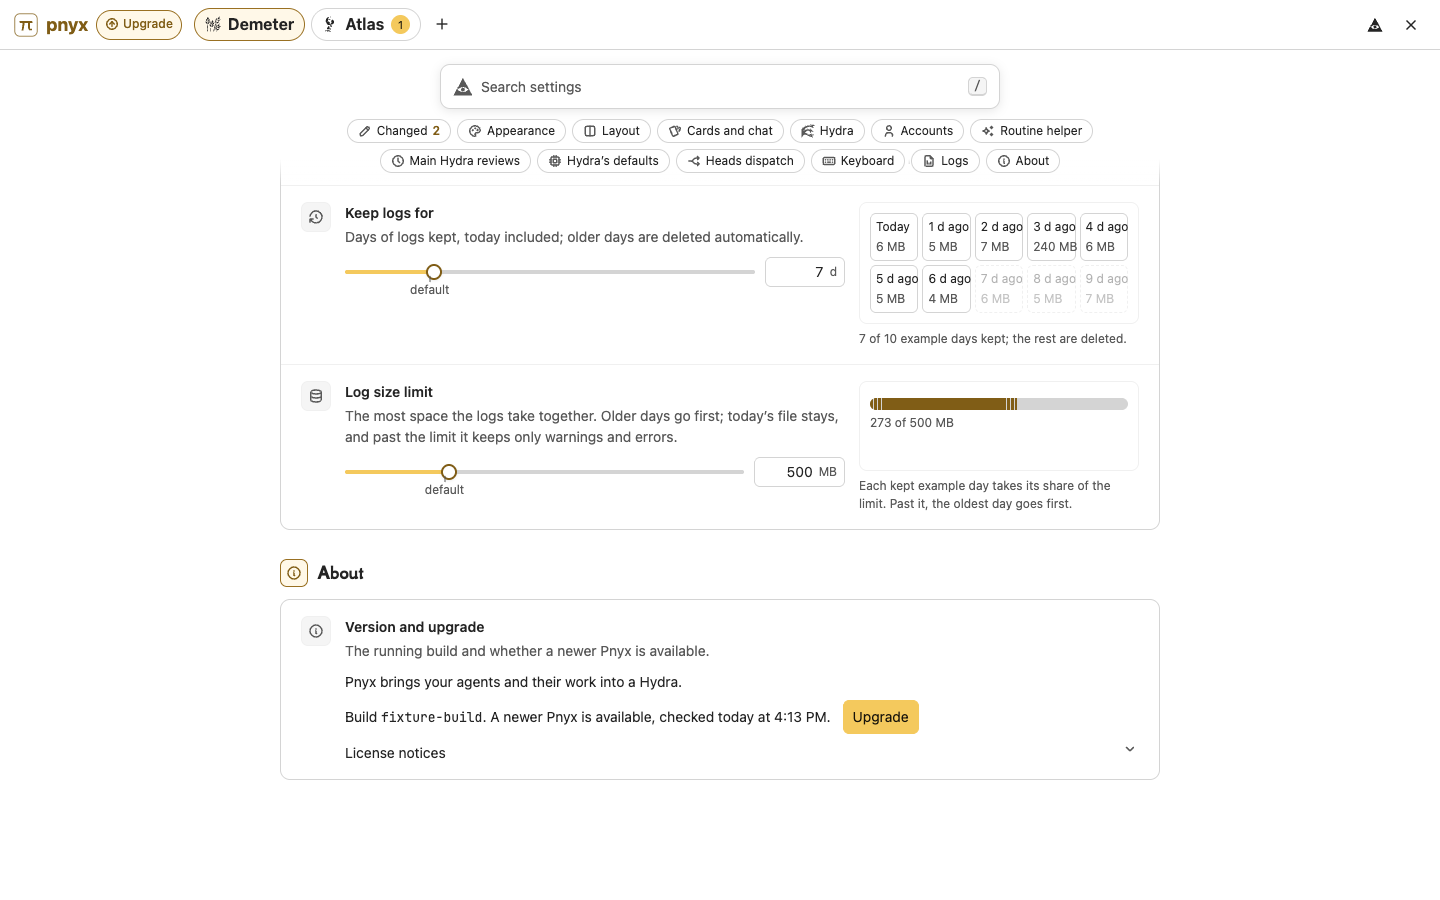 pnyx
Upgrade
Demeter
Atlas 1
Search settings /
Changed 2
Appearance
Layout
Cards and chat
Hydra
Accounts
Routine helper
Main Hydra reviews
Hydra's defaults
Heads dispatch
Keyboard
Logs
About
Keep logs for
Days of logs kept, today included; older days are deleted automatically.
7 d
default
Today 1 d ago 2 d ago 3 d ago 4 d ago
6 MB 5 MB 7 MB 240 MB 6 MB
5 d ago 6 d ago 7 d ago 8 d ago 9 d ago
5 MB 4 MB 6 MB 5 MB 7 MB
7 of 10 example days kept; the rest are deleted.
Log size limit
The most space the logs take together. Older days go first; today’s file stays,
and past the limit it keeps only warnings and errors.
500 MB
default
273 of 500 MB
Each kept example day takes its share of the
limit. Past it, the oldest day goes first.
About
Version and upgrade
The running build and whether a newer Pnyx is available.
Pnyx brings your agents and their work into a Hydra.
Build fixture-build. A newer Pnyx is available, checked today at 4:13 PM. Upgrade
License notices